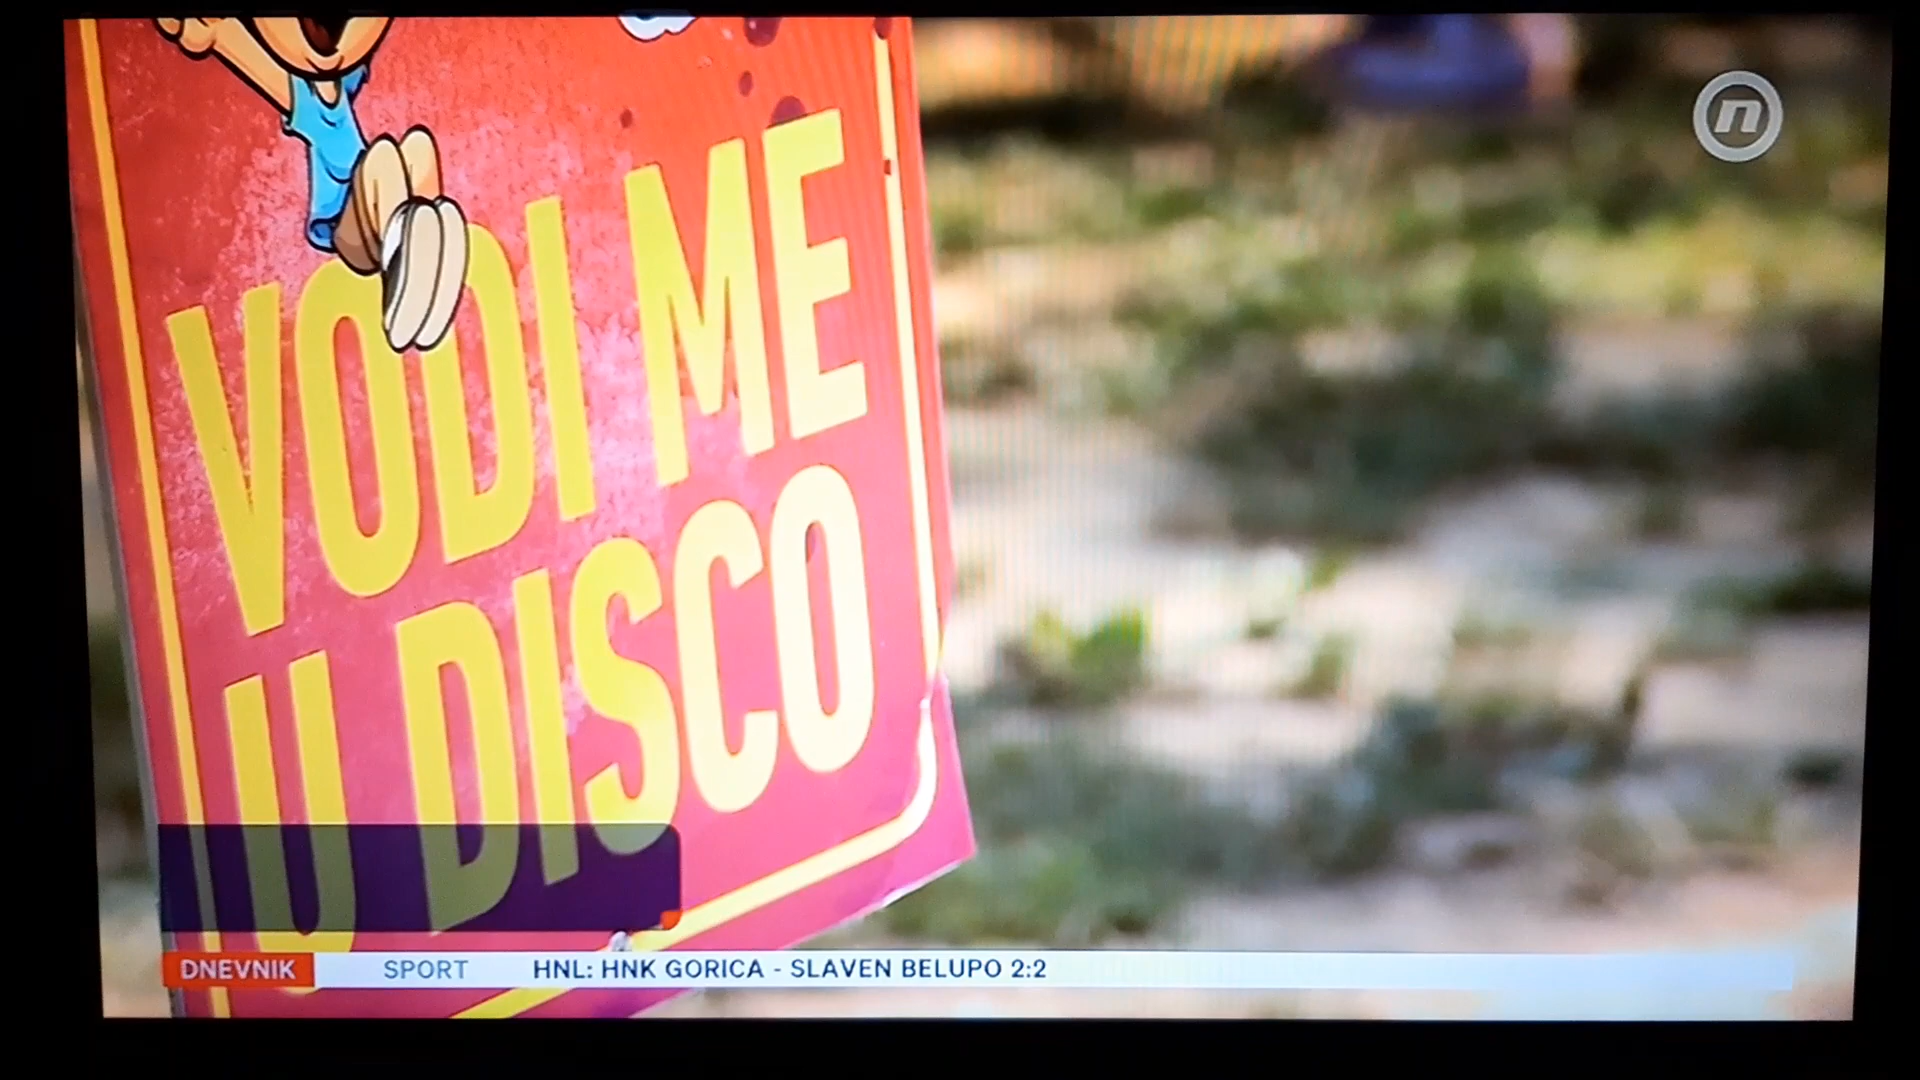 n
VODI ME
U DISCO
DNEVNIK SPORT HNL: HNK GORICA - SLAVEN BELUPO 2:2